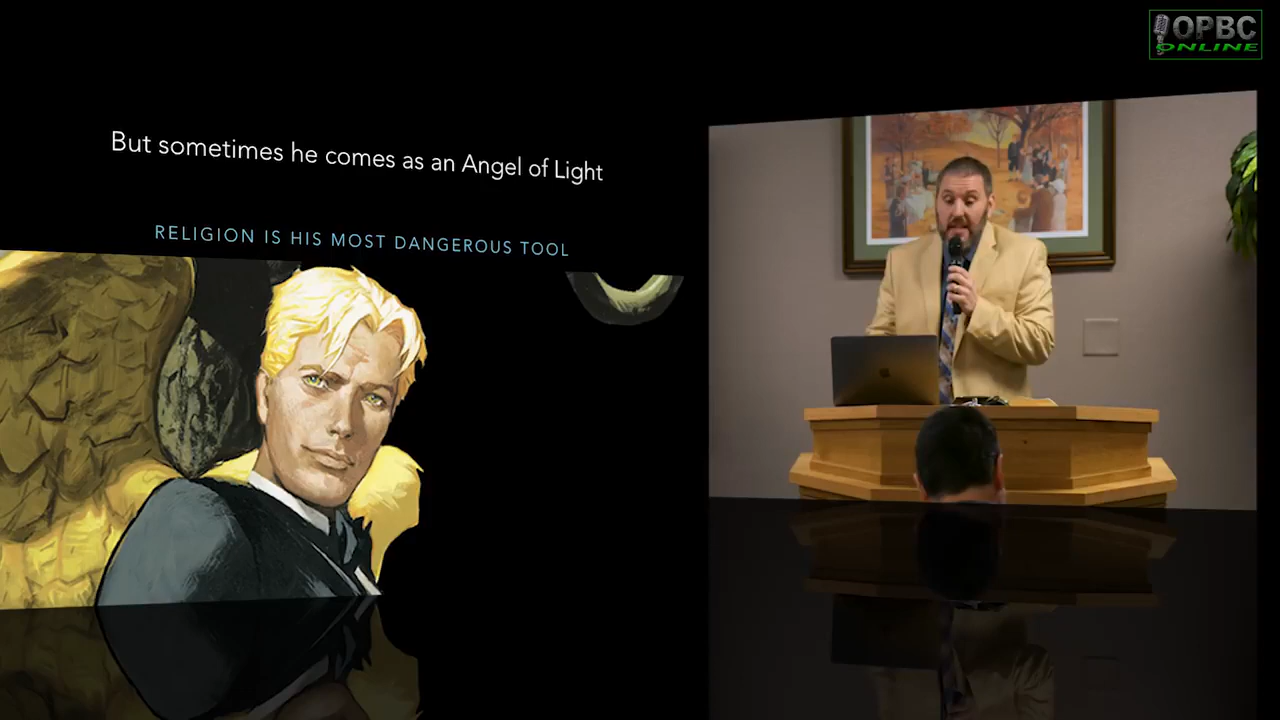 OPBC
ONLINE
But sometimes he comes as an Angel of Light
RELIGION IS HIS MOST DANGEROUS TOOL